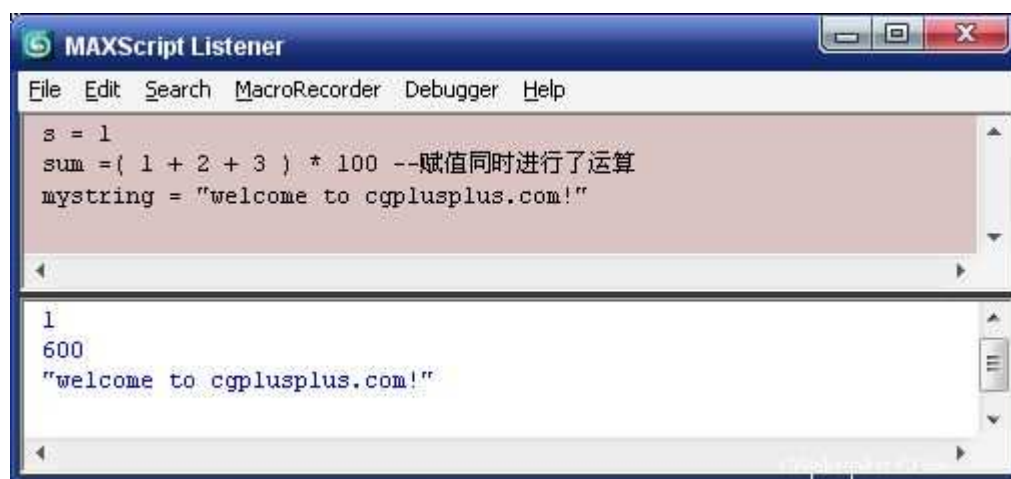 MAXScript Listener
File Edit Search MacroRecorder Debugger Help
s = 1
sum =( 1 + 2 + 3 ) * 100 --赋值同时进行了运算
mystring = "welcome to cgplusplus.com!"
1
600
"welcome to cgplusplus.com!"